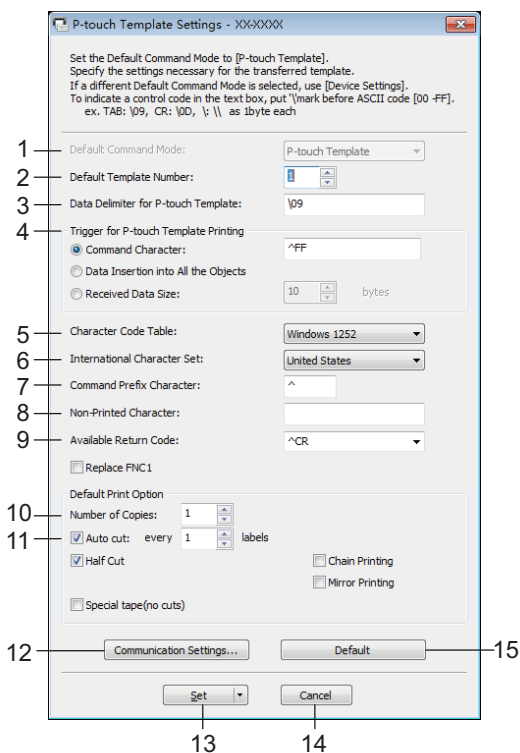 P-touch Template Settings - XX-XXXX
Set the Default Command Mode to [P-touch Template].
Specify the settings necessary for the transferred template.
If a different Default Command Mode is selected, use [Device Settings].
To indicate a control code in the text box, put '\'mark before ASCII code [00 -FF].
ex. TAB: \09, CR: \0D, \: \\ as 1byte each
1 Default Command Mode: P-touch Template
2 Default Template Number: 1
3 Data Delimiter for P-touch Template: \09
4 Trigger for P-touch Template Printing
Command Character: ^FF
Data Insertion into All the Objects
Received Data Size: 10 bytes
5 Character Code Table: Windows 1252
6 International Character Set: United States
7 Command Prefix Character: ^
8 Non-Printed Character:
9 Available Return Code: ^CR
Replace FNC1
Default Print Option
10 Number of Copies: 1
11 Auto cut: every 1 labels
Half Cut Chain Printing
Mirror Printing
Special tape(no cuts)
12 Communication Settings... Default 15
Set Cancel
13 14